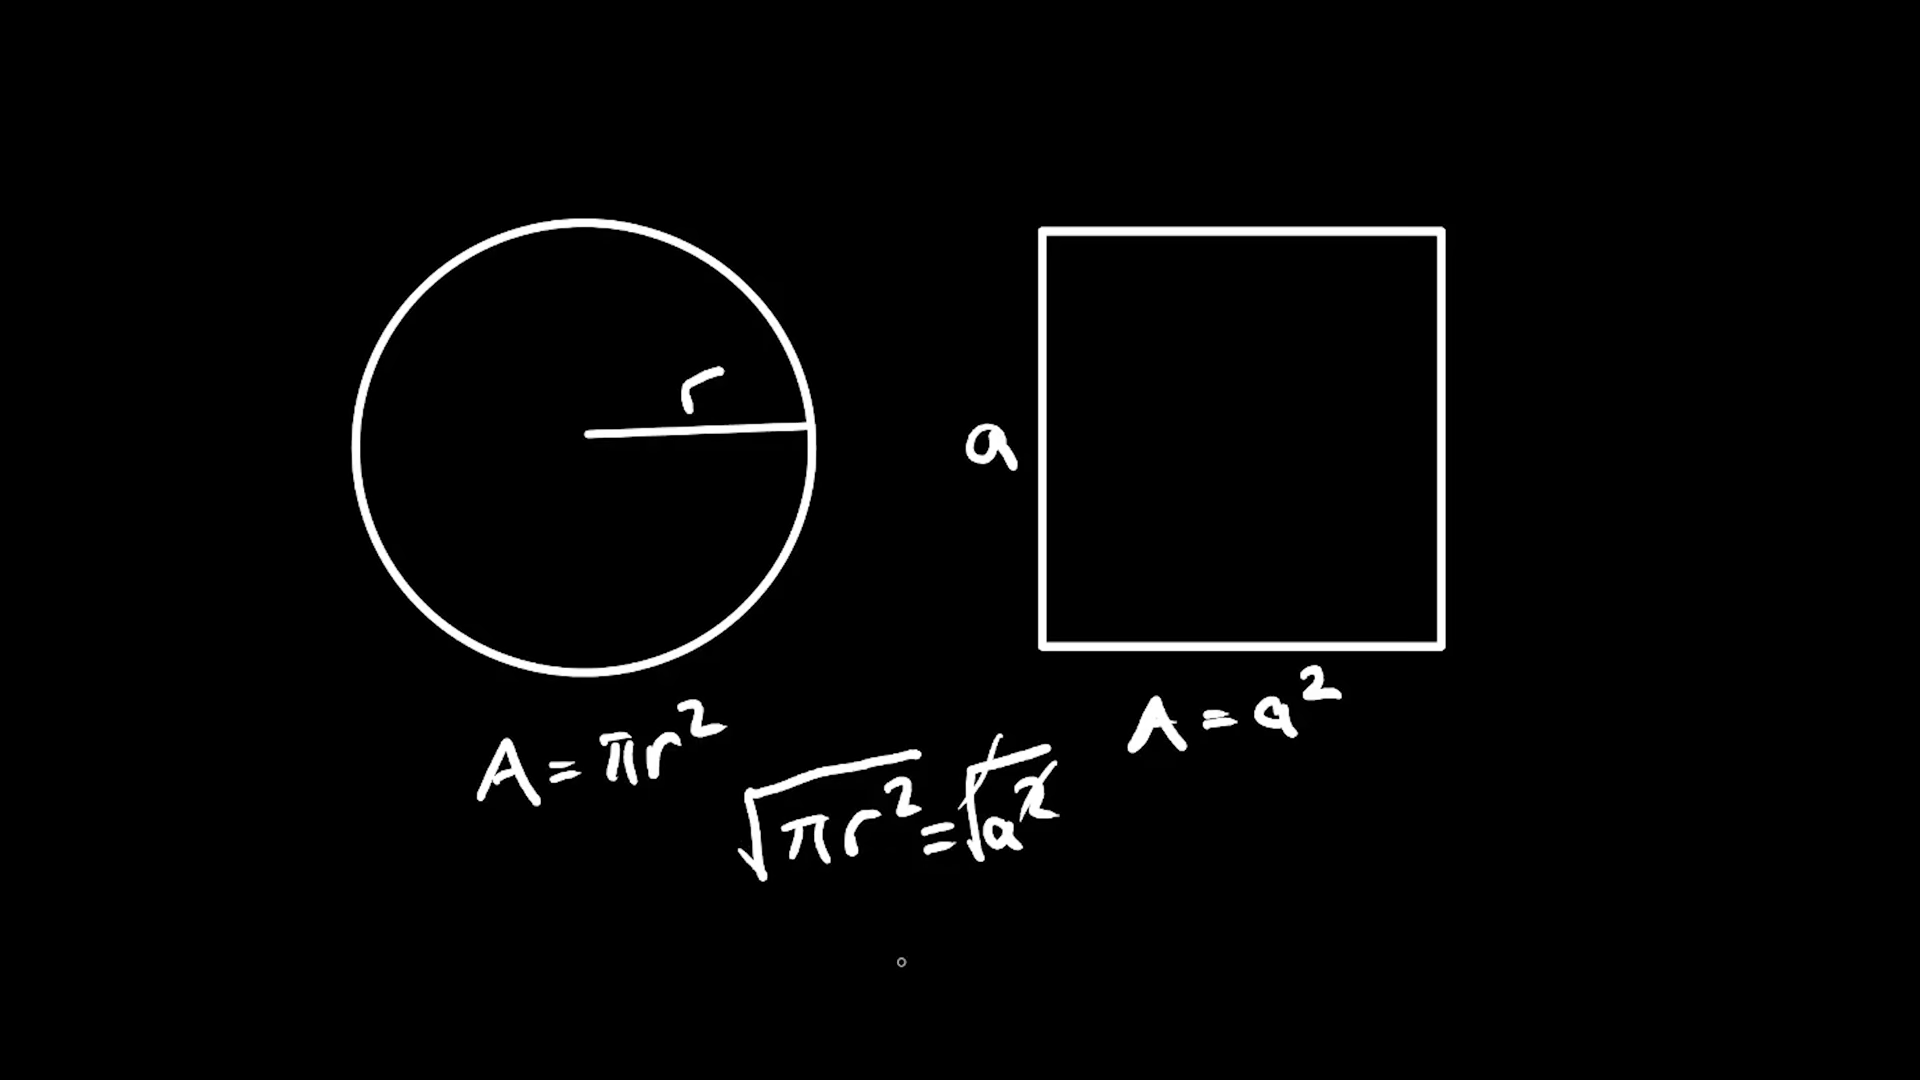 r
a
A = πr²
A = a²
√πr² = √a²